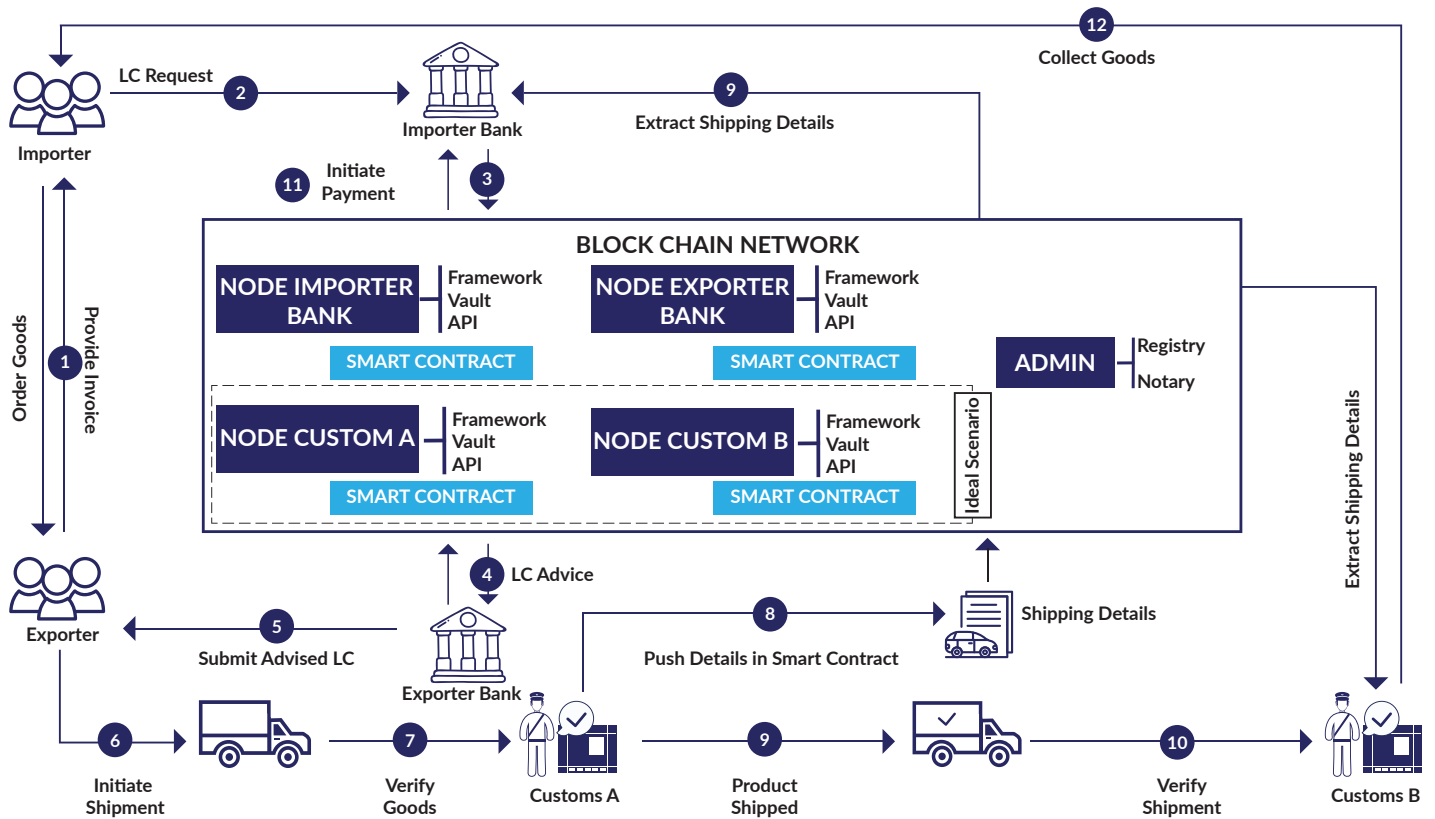 12
Collect Goods
LC Request
2
9
Extract Shipping Details
Importer Bank
Importer
11
Initiate
Payment
3
Order Goods
1
Provide Invoice
BLOCK CHAIN NETWORK
NODE IMPORTER
BANK
Framework
Vault
API
SMART CONTRACT
NODE EXPORTER
BANK
Framework
Vault
API
SMART CONTRACT
ADMIN
Registry
Notary
NODE CUSTOM A
Framework
Vault
API
SMART CONTRACT
NODE CUSTOM B
Framework
Vault
API
SMART CONTRACT
Ideal Scenario
Extract Shipping Details
4
LC Advice
Exporter
5
Submit Advised LC
Exporter Bank
8
Push Details in Smart Contract
Shipping Details
6
Initiate
Shipment
7
Verify
Goods
Customs A
9
Product
Shipped
10
Verify
Shipment
Customs B